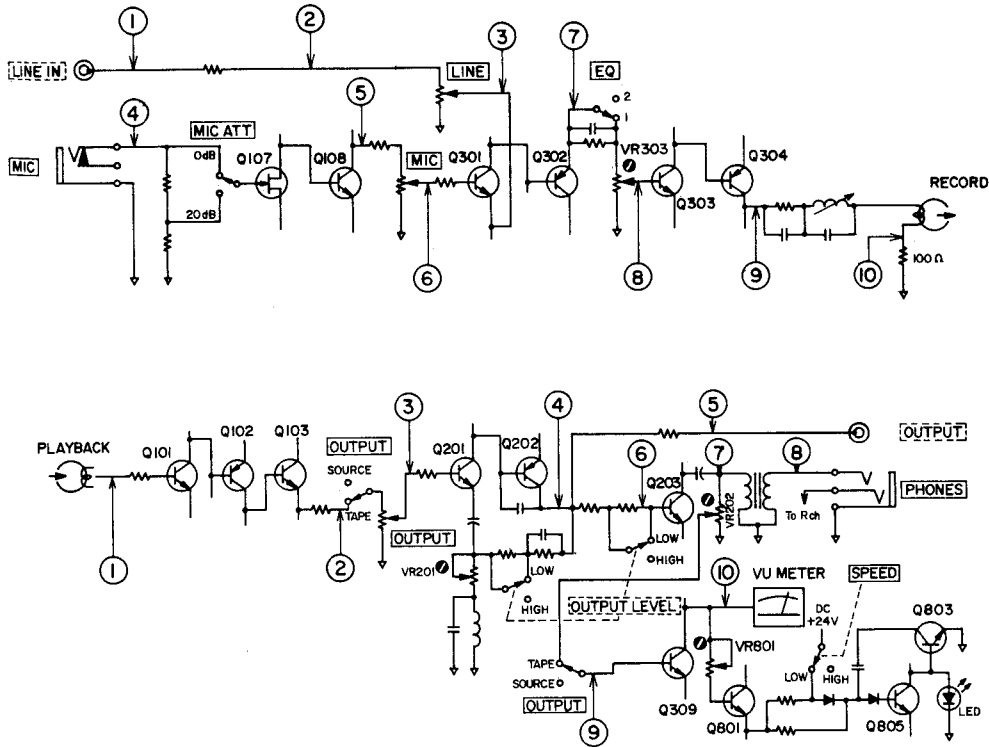 1
2
3
7
LINE IN
LINE
EQ
2
1
4
5
MIC ATT
0dB
Q107
Q108
MIC
Q301
Q302
VR303
Q304
MIC
20dB
Q303
RECORD
6
8
9
10
100Ω
3
4
5
PLAYBACK
Q101
Q102
Q103
OUTPUT
SOURCE
Q201
Q202
6
7
8
OUTPUT
Q203
TAPE
OUTPUT
VR202
To Rch
PHONES
1
2
VR201
LOW
HIGH
LOW
HIGH
OUTPUT LEVEL
10
VU METER
SPEED
DC
+24V
Q803
VR801
TAPE
SOURCE
OUTPUT
9
Q309
Q801
LOW
HIGH
Q805
LED